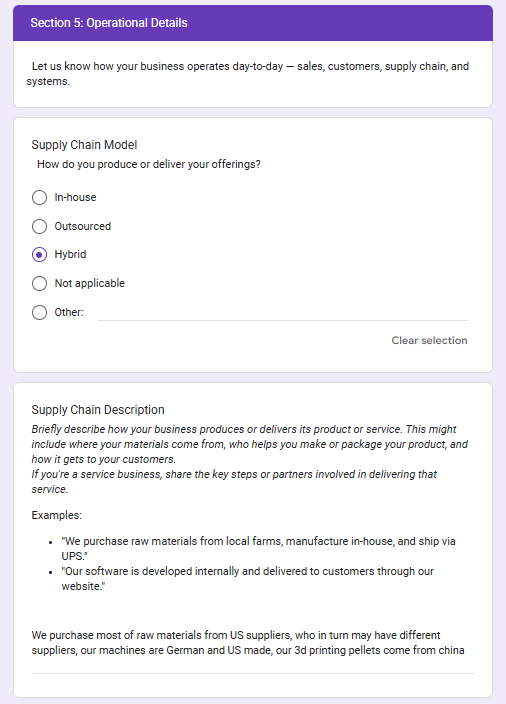 Section 5: Operational Details
Let us know how your business operates day-to-day — sales, customers, supply chain, and
systems.
Supply Chain Model
How do you produce or deliver your offerings?
In-house
Outsourced
Hybrid
Not applicable
Other:
Clear selection
Supply Chain Description
Briefly describe how your business produces or delivers its product or service. This might
include where your materials come from, who helps you make or package your product, and
how it gets to your customers.
If you're a service business, share the key steps or partners involved in delivering that
service.
Examples:
• "We purchase raw materials from local farms, manufacture in-house, and ship via
UPS."
• "Our software is developed internally and delivered to customers through our
website."
We purchase most of raw materials from US suppliers, who in turn may have different
suppliers, our machines are German and US made, our 3d printing pellets come from china